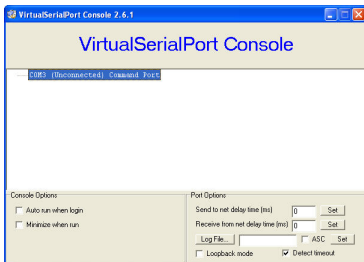 VirtualSerialPort Console 2.6.1
VirtualSerialPort Console
COM3 (Unconnected) Command Port
Console Options
Auto run when login
Minimize when run
Port Options
Send to net delay time (ms) 0 Set
Receive from net delay time (ms) 0 Set
Log File... ASC Set
Loopback mode Detect timeout